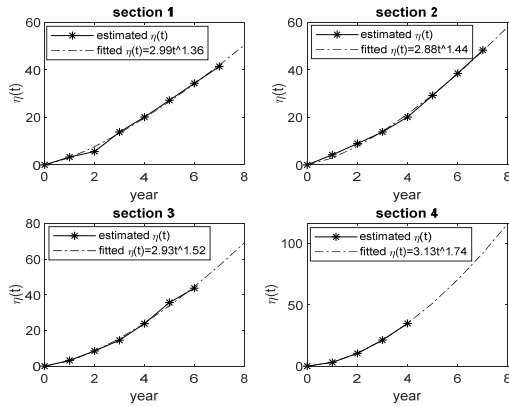 section 1
60
40
20
0
η(t)
estimated η(t)
fitted η(t)=2.99t^1.36
0 2 4 6 8
year
section 2
60
40
20
0
η(t)
estimated η(t)
fitted η(t)=2.88t^1.44
0 2 4 6 8
year
section 3
80
60
40
20
0
η(t)
estimated η(t)
fitted η(t)=2.93t^1.52
0 2 4 6 8
year
section 4
100
50
0
η(t)
estimated η(t)
fitted η(t)=3.13t^1.74
0 2 4 6 8
year